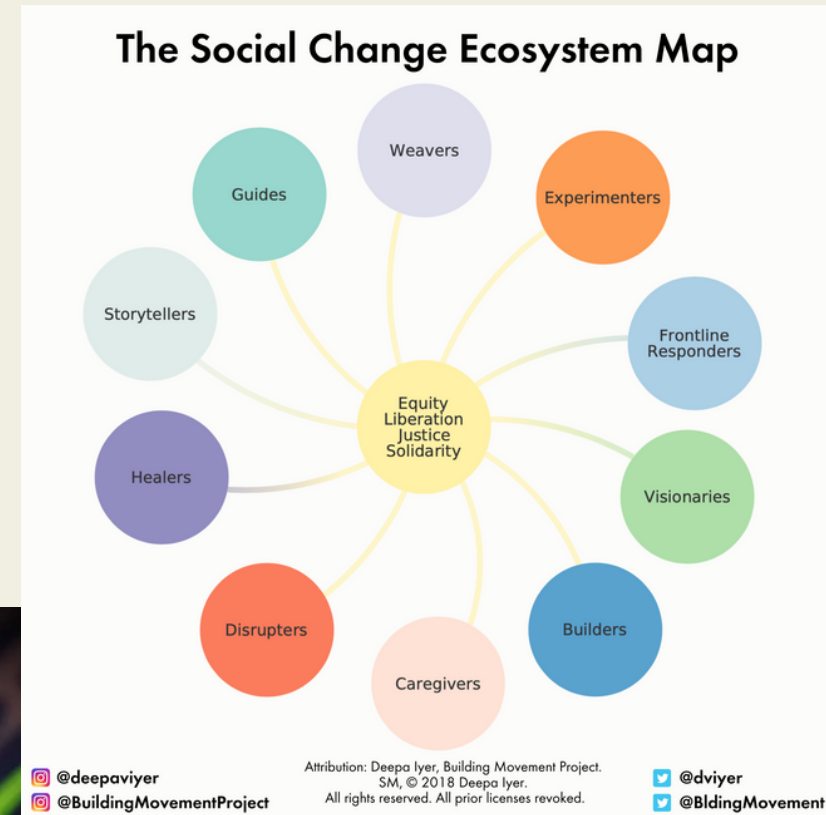 The Social Change Ecosystem Map
Weavers
Guides
Experimenters
Storytellers
Frontline
Responders
Equity
Liberation
Justice
Solidarity
Healers
Visionaries
Disrupters
Builders
Caregivers
@deepaviyer
@BuildingMovementProject
Attribution: Deepa Iyer, Building Movement Project.
SM, © 2018 Deepa Iyer.
All rights reserved. All prior licenses revoked.
@dviyer
@BldingMovement